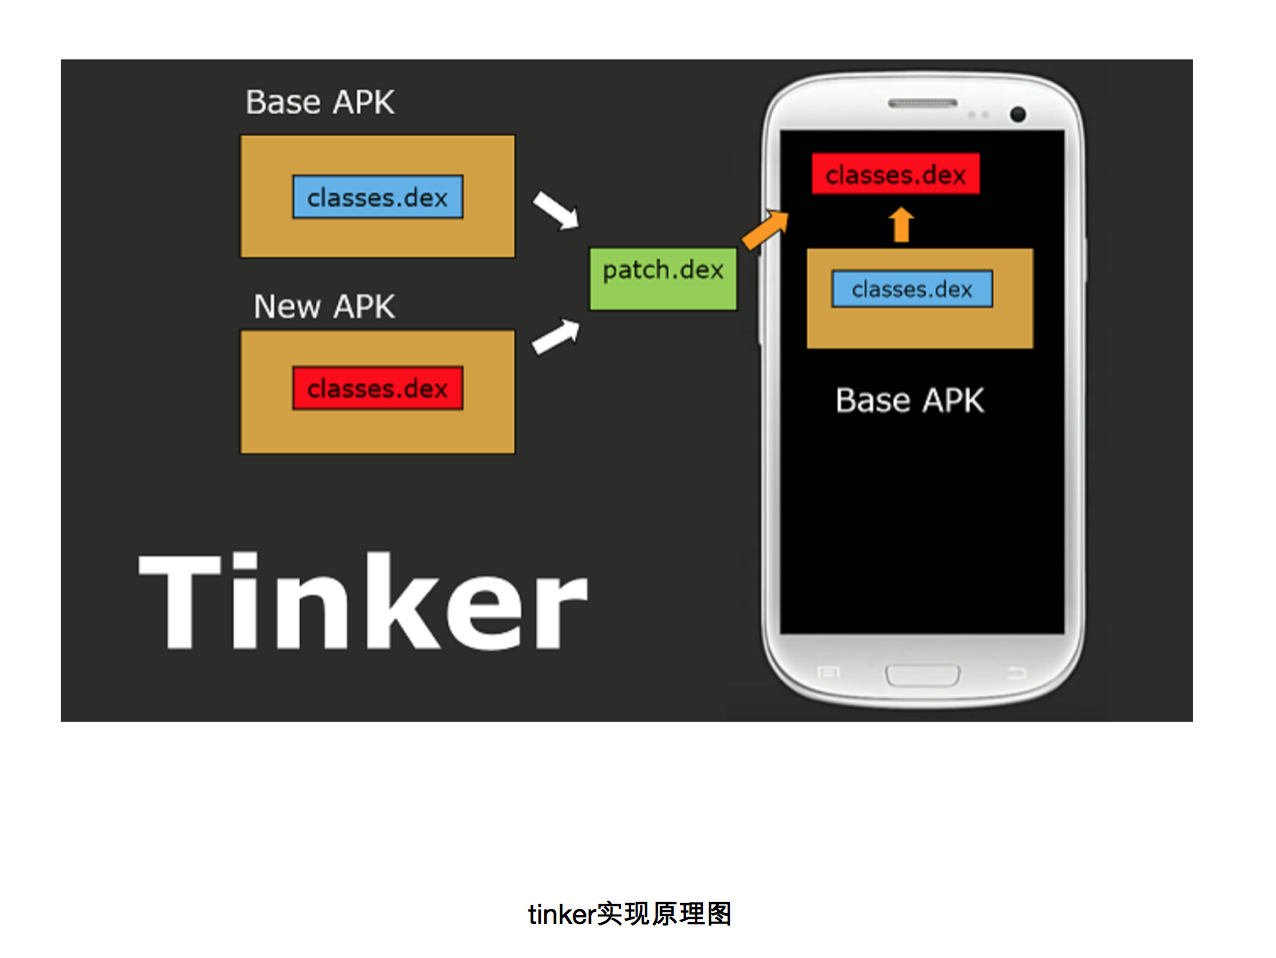 Base APK
classes.dex
New APK
classes.dex
patch.dex
classes.dex
classes.dex
Base APK
Tinker
tinker实现原理图